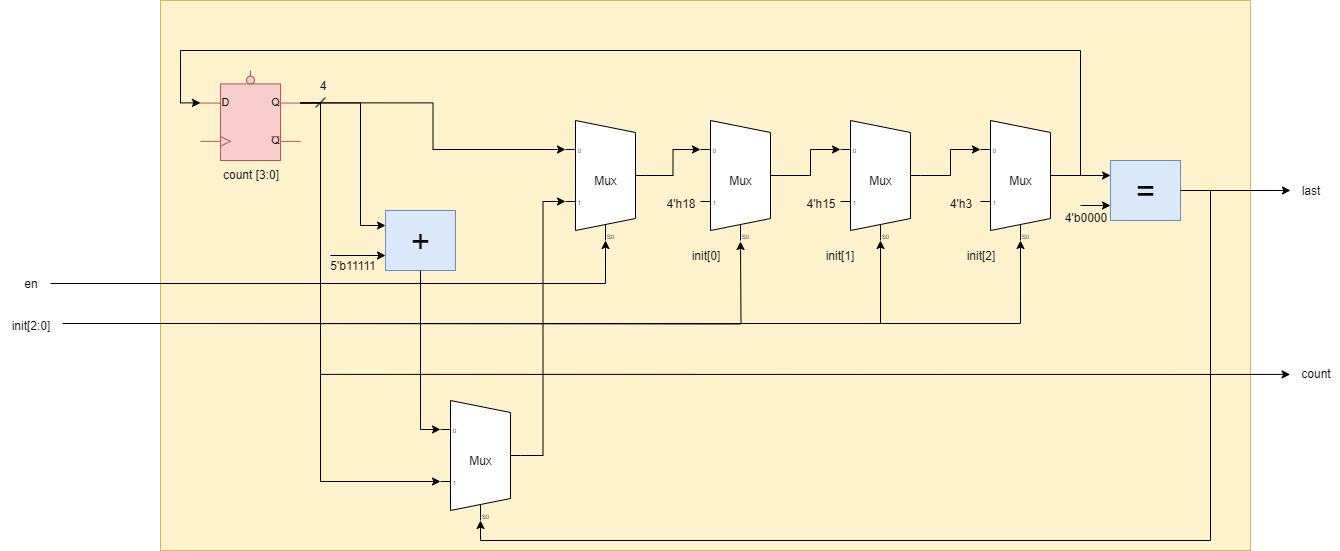 4
D
Q
Q
count [3:0]
0
Mux
1
S0
0
Mux
4'h18
1
S0
init[0]
0
Mux
4'h15
1
S0
init[1]
0
Mux
4'h3
1
S0
init[2]
=
4'b0000
last
+
5'b11111
en
init[2:0]
count
0
Mux
1
S0